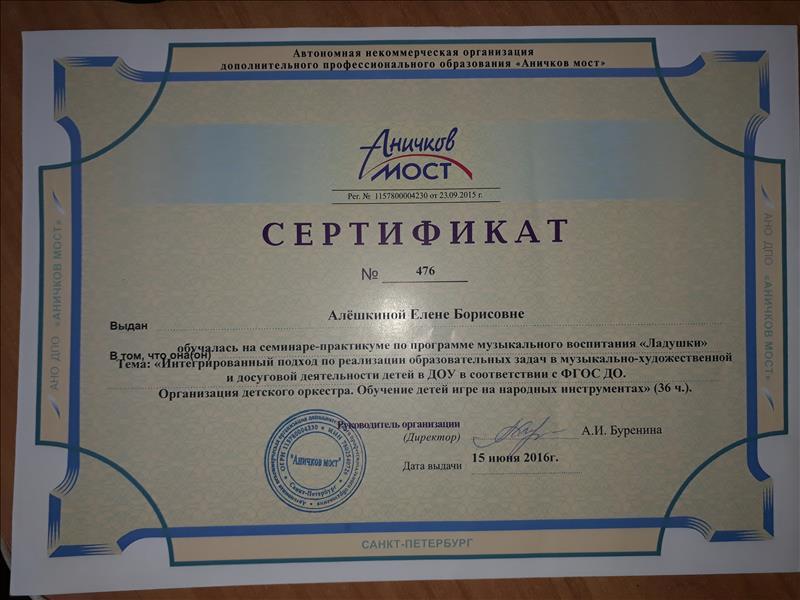 Автономная некоммерческая организация
дополнительного профессионального образования «Аничков мост»
Аничков
МОСТ
Рег. № 1157800004230 от 23.09.2015 г.
СЕРТИФИКАТ
№ 476
Выдан Алёшкиной Елене Борисовне
В том, что она(он) обучалась на семинаре-практикуме по программе музыкального воспитания «Ладушки»
Тема: «Интегрированный подход по реализации образовательных задач в музыкально-художественной
и досуговой деятельности детей в ДОУ в соответствии с ФГОС ДО.
Организация детского оркестра. Обучение детей игре на народных инструментах» (36 ч.).
Руководитель организации
(Директор) А.И. Буренина
Дата выдачи 15 июня 2016г.
"Аничков мост"
Санкт-Петербург
САНКТ-ПЕТЕРБУРГ
АНО ДПО «АНИЧКОВ МОСТ»
АНО ДПО «АНИЧКОВ МОСТ»